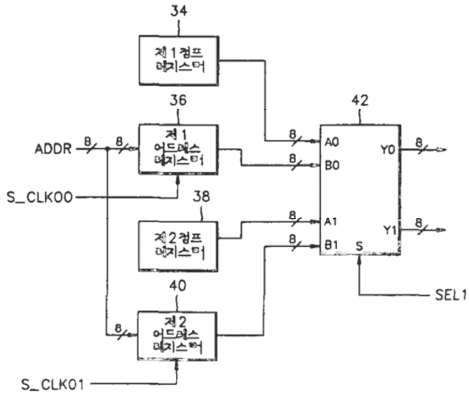 34
제1점프
레지스터
36
42
ADDR
8
8
제1
어드레스
레지스터
8
A0
Y0
8
8
B0
S_CLK00
38
제2점프
레지스터
8
A1
Y1
8
8
B1
S
40
SEL1
8
제2
어드레스
레지스터
S_CLK01